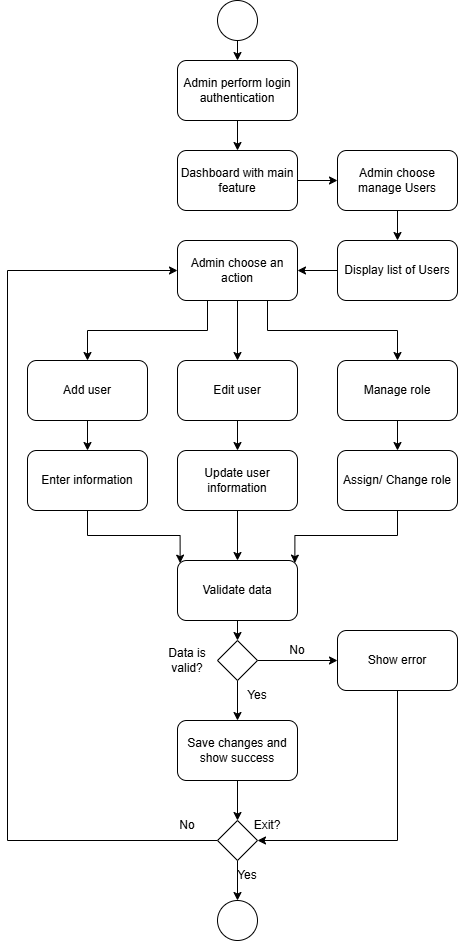 Admin perform login
authentication
Dashboard with main
feature
Admin choose
manage Users
Admin choose an
action
Display list of Users
Add user
Edit user
Manage role
Enter information
Update user
information
Assign/ Change role
Validate data
Data is
valid?
No
Show error
Yes
Save changes and
show success
No
Exit?
Yes